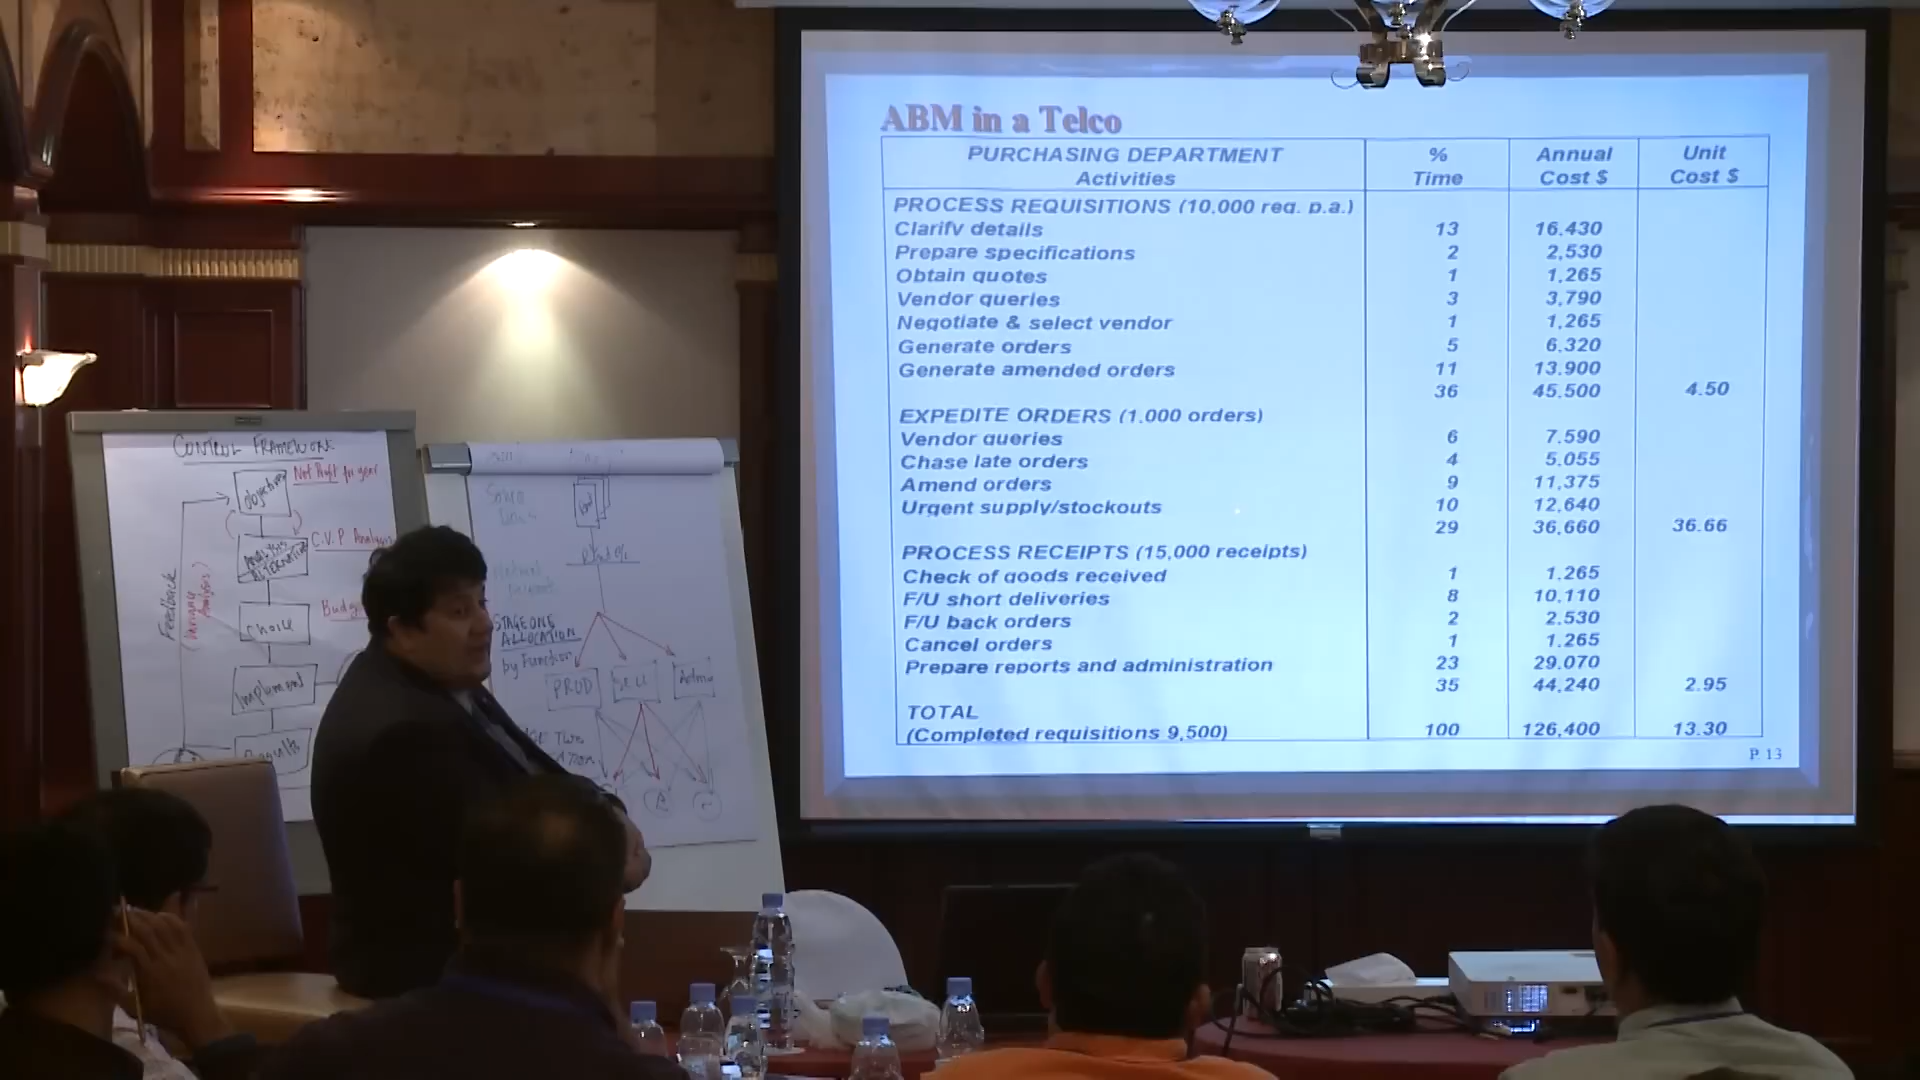 ABM in a Telco
PURCHASING DEPARTMENT Activities % Time Annual Cost $ Unit Cost $
PROCESS REQUISITIONS (10,000 req. p.a.)
Clarify details 13 16,430
Prepare specifications 2 2,530
Obtain quotes 1 1,265
Vendor queries 3 3,790
Negotiate & select vendor 1 1,265
Generate orders 5 6,320
Generate amended orders 11 13,900
36 45,500 4.50
EXPEDITE ORDERS (1,000 orders)
Vendor queries 6 7,590
Chase late orders 4 5,055
Amend orders 9 11,375
Urgent supply/stockouts 10 12,640
29 36,660 36.66
PROCESS RECEIPTS (15,000 receipts)
Check of goods received 1 1,265
F/U short deliveries 8 10,110
F/U back orders 2 2,530
Cancel orders 1 1,265
Prepare reports and administration 23 29,070
35 44,240 2.95
TOTAL
(Completed requisitions 9,500) 100 126,400 13.30
P. 13
CONTROL FRAMEWORK
Net Profit for year
C.V.P Analysis
Choice
Feedback
(Variance Analysis)
STAGE ONE
ALLOCATION
by Function
PROD
SELL
Admin